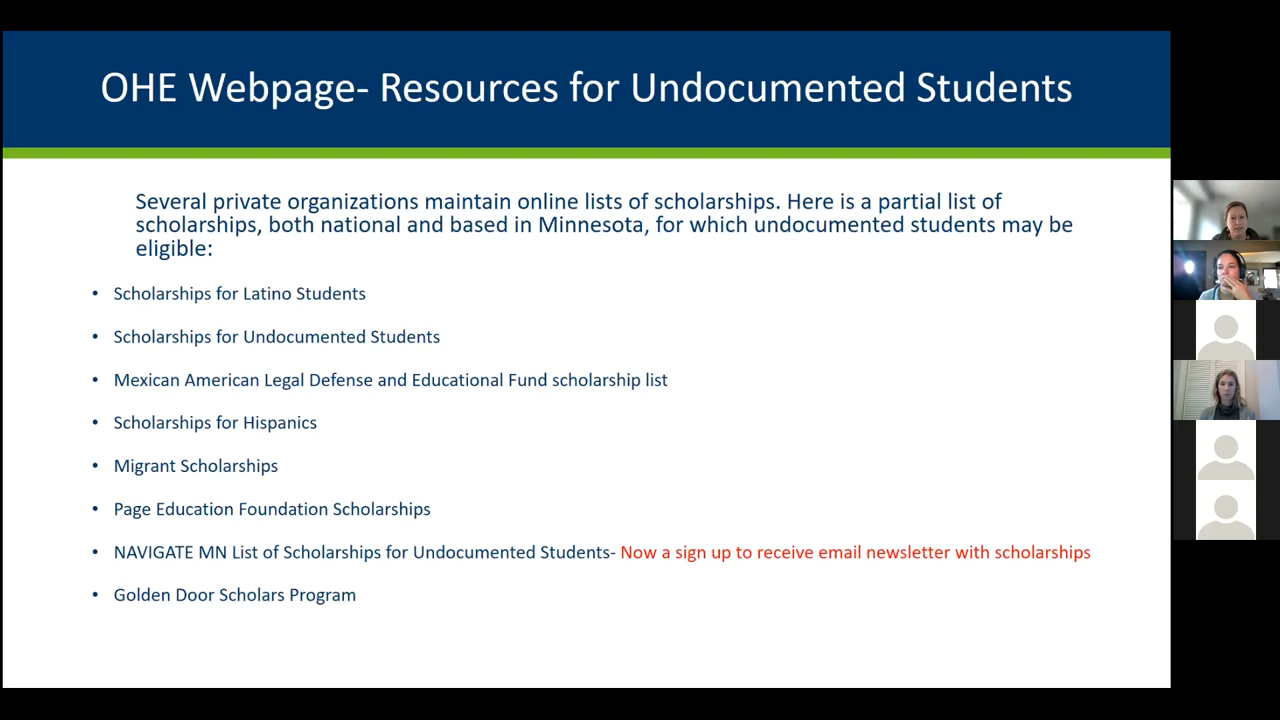 OHE Webpage- Resources for Undocumented Students
Several private organizations maintain online lists of scholarships. Here is a partial list of
scholarships, both national and based in Minnesota, for which undocumented students may be
eligible:
• Scholarships for Latino Students
• Scholarships for Undocumented Students
• Mexican American Legal Defense and Educational Fund scholarship list
• Scholarships for Hispanics
• Migrant Scholarships
• Page Education Foundation Scholarships
• NAVIGATE MN List of Scholarships for Undocumented Students- Now a sign up to receive email newsletter with scholarships
• Golden Door Scholars Program